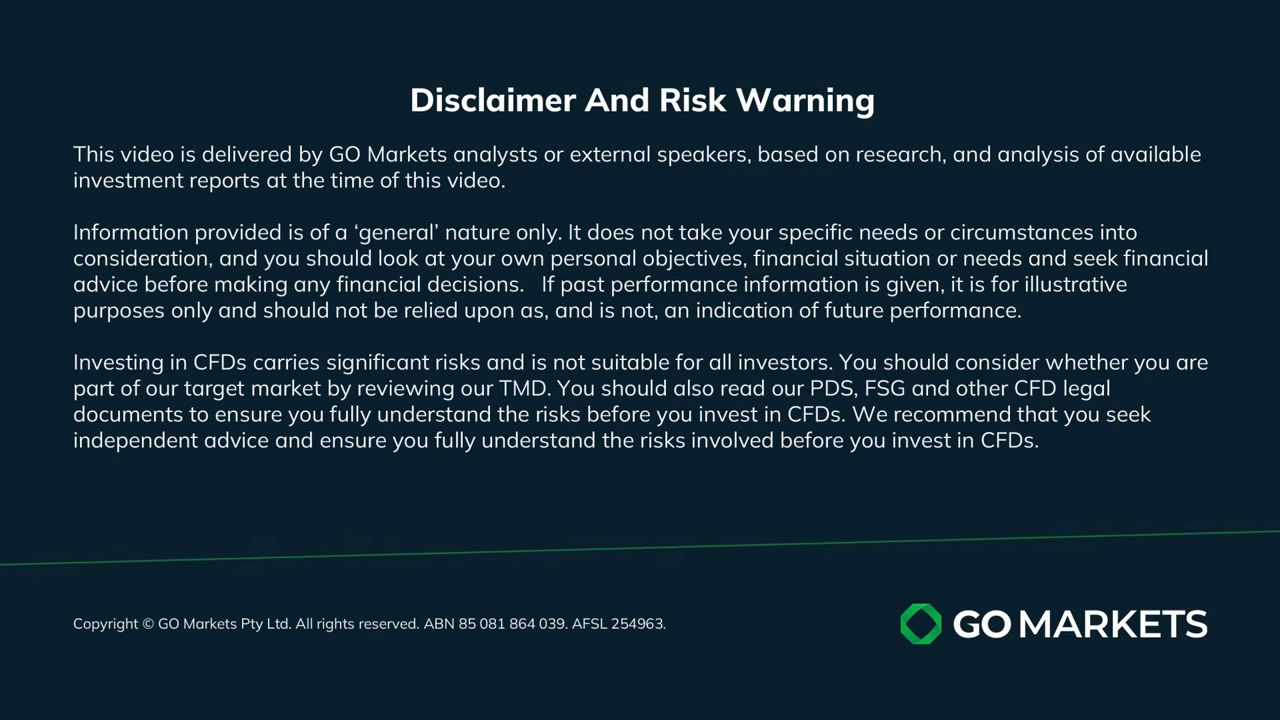 Disclaimer And Risk Warning
This video is delivered by GO Markets analysts or external speakers, based on research, and analysis of available
investment reports at the time of this video.
Information provided is of a ‘general’ nature only. It does not take your specific needs or circumstances into
consideration, and you should look at your own personal objectives, financial situation or needs and seek financial
advice before making any financial decisions.   If past performance information is given, it is for illustrative
purposes only and should not be relied upon as, and is not, an indication of future performance.
Investing in CFDs carries significant risks and is not suitable for all investors. You should consider whether you are
part of our target market by reviewing our TMD. You should also read our PDS, FSG and other CFD legal
documents to ensure you fully understand the risks before you invest in CFDs. We recommend that you seek
independent advice and ensure you fully understand the risks involved before you invest in CFDs.
Copyright © GO Markets Pty Ltd. All rights reserved. ABN 85 081 864 039. AFSL 254963.
GO MARKETS